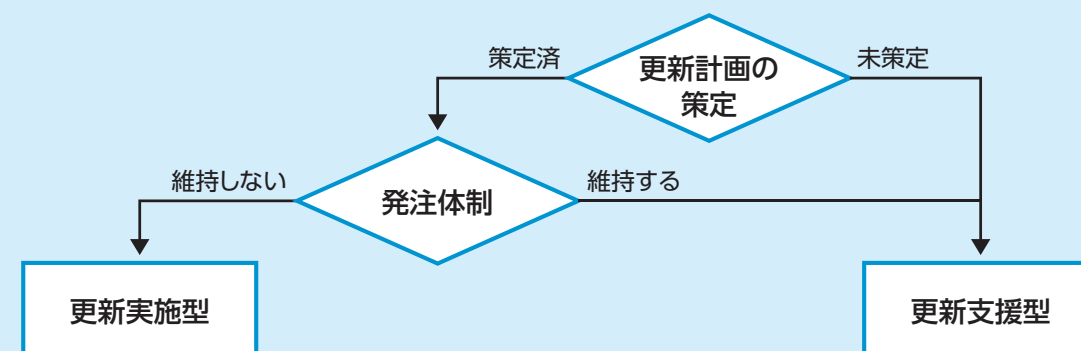 策定済
更新計画の
策定
未策定
維持しない
発注体制
維持する
更新実施型
更新支援型